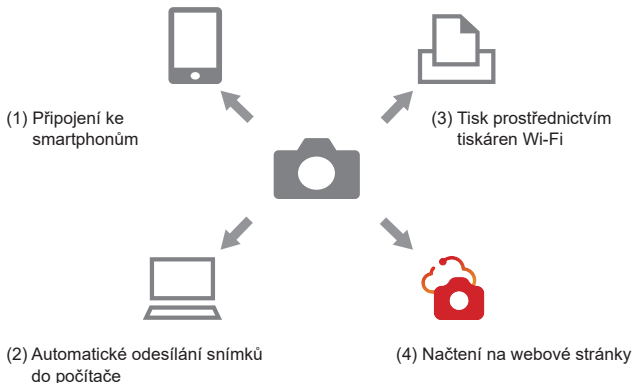 (1) Připojení ke
smartphonům
(3) Tisk prostřednictvím
tiskáren Wi-Fi
(2) Automatické odesílání snímků
do počítače
(4) Načtení na webové stránky